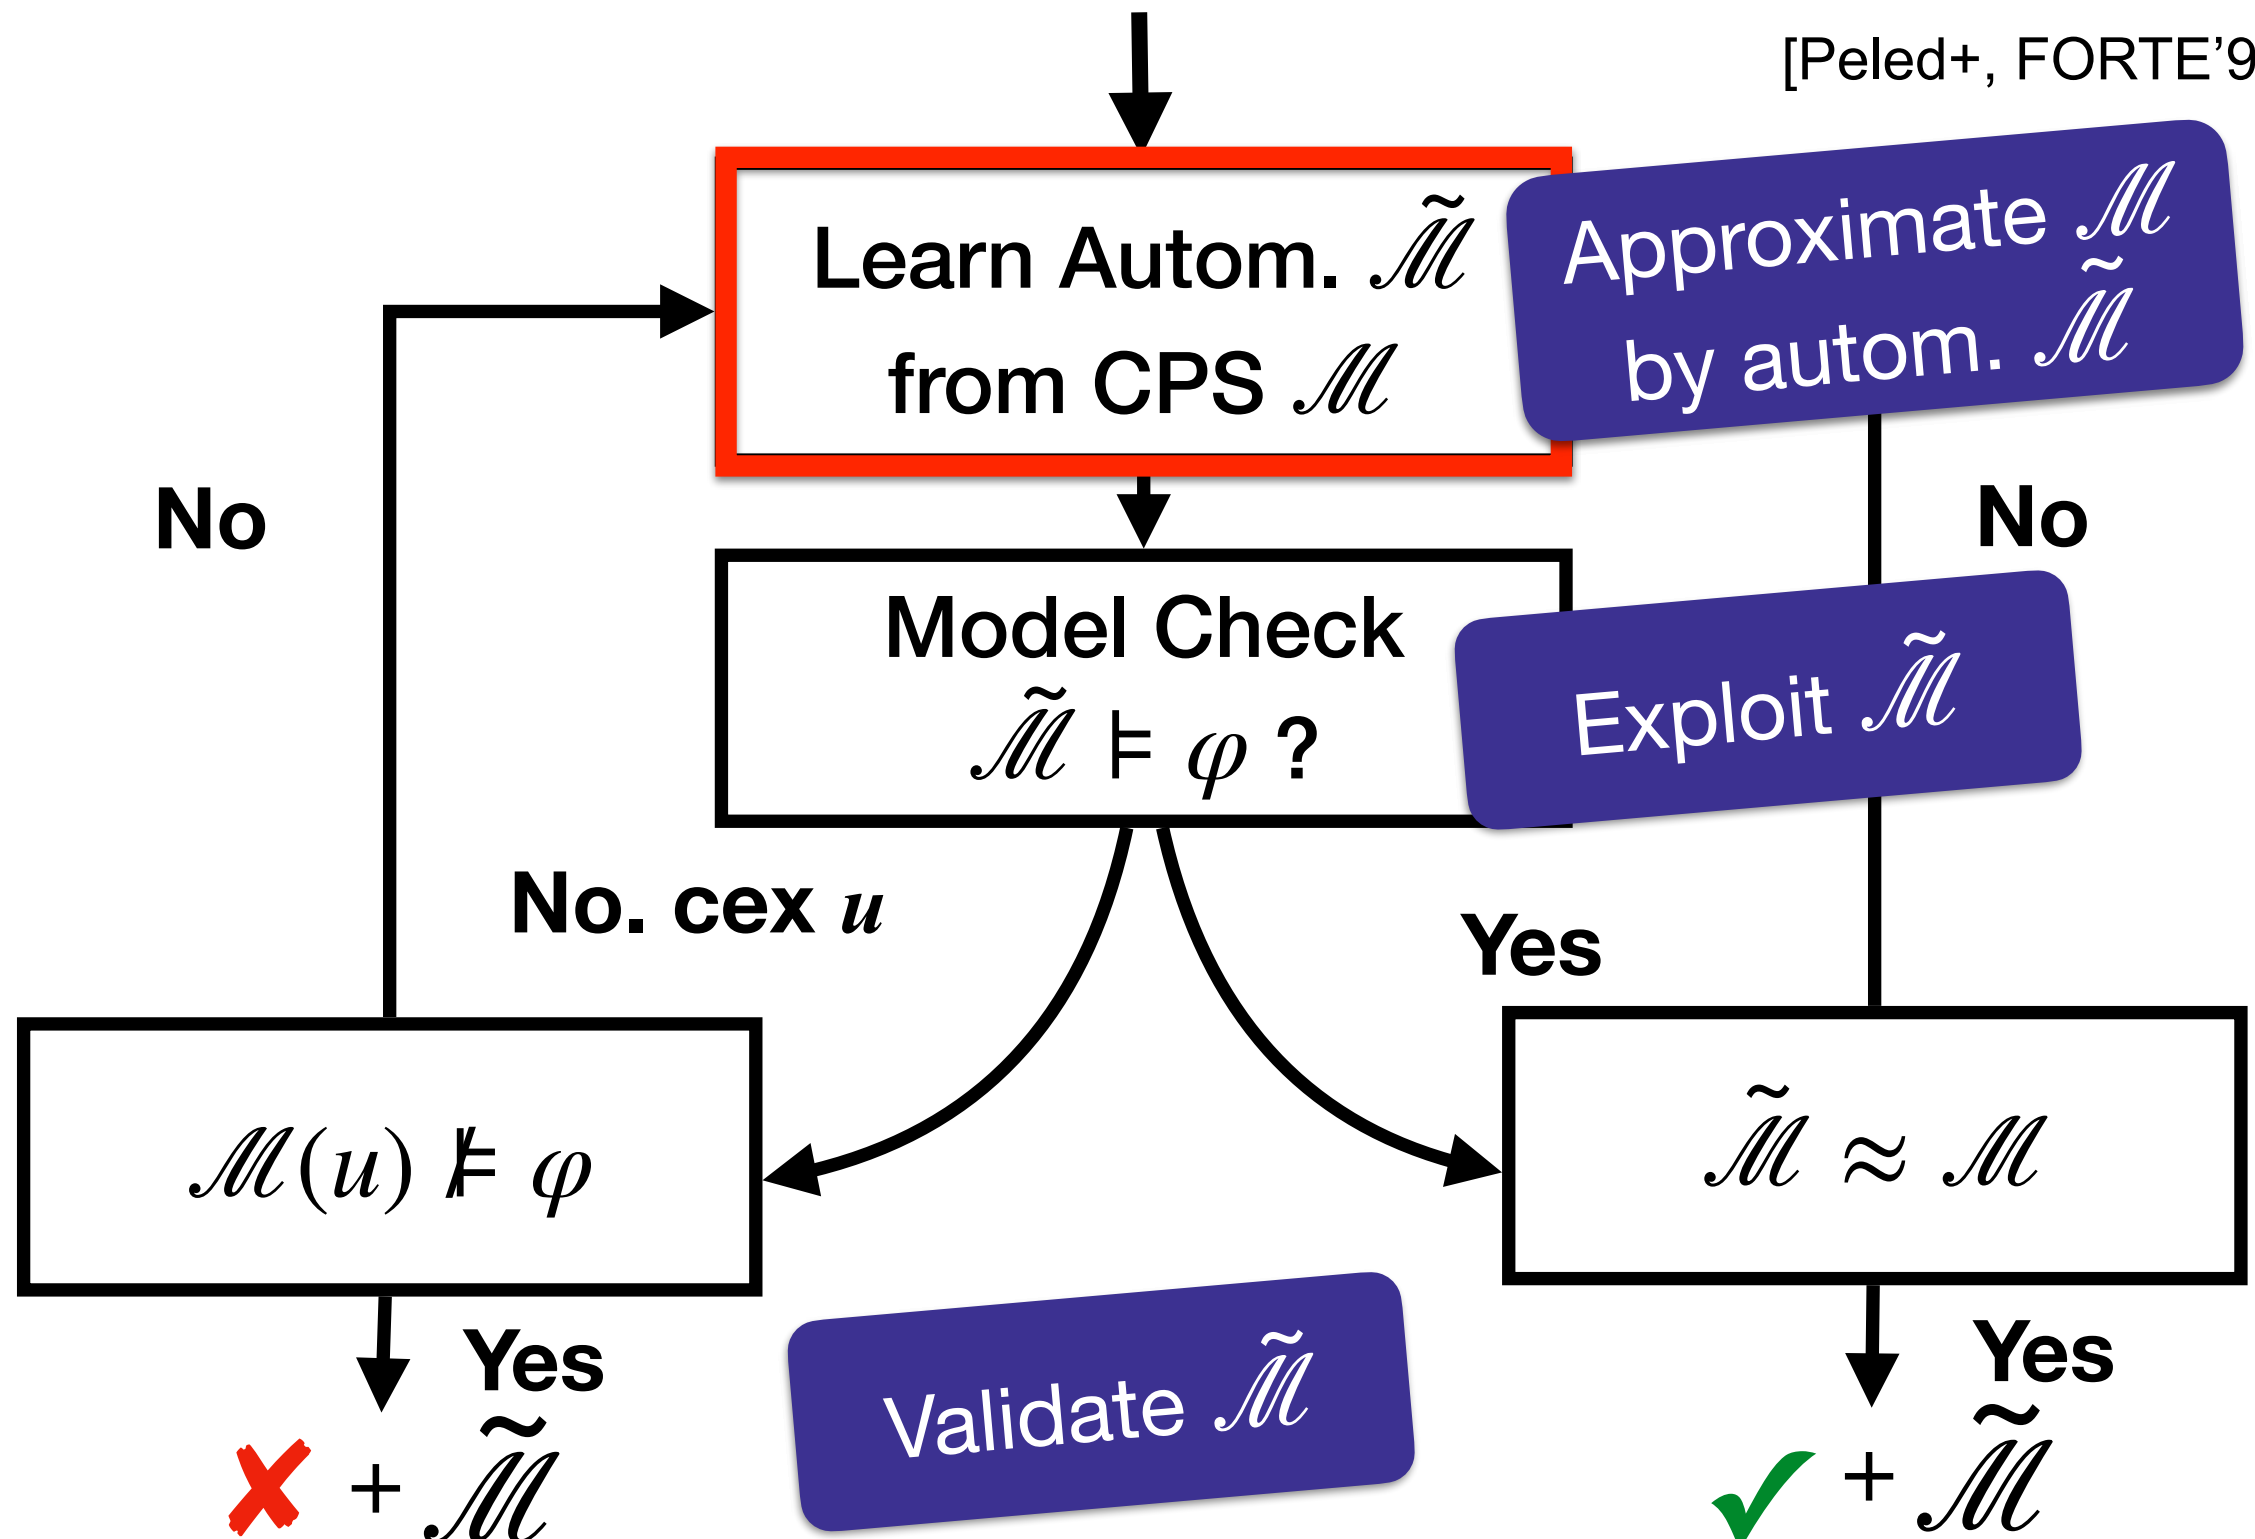 [Peled+, FORTE'9
Learn Autom. ℳ̃
from CPS ℳ
Approximate ℳ
by autom. ℳ̃
No
No
Model Check
ℳ̃ ⊨ φ ?
Exploit ℳ̃
No. cex u
Yes
ℳ(u) ⊭ φ
ℳ̃ ≈ ℳ
Validate ℳ̃
Yes
Yes
✘ + ℳ̃
✓ + ℳ̃